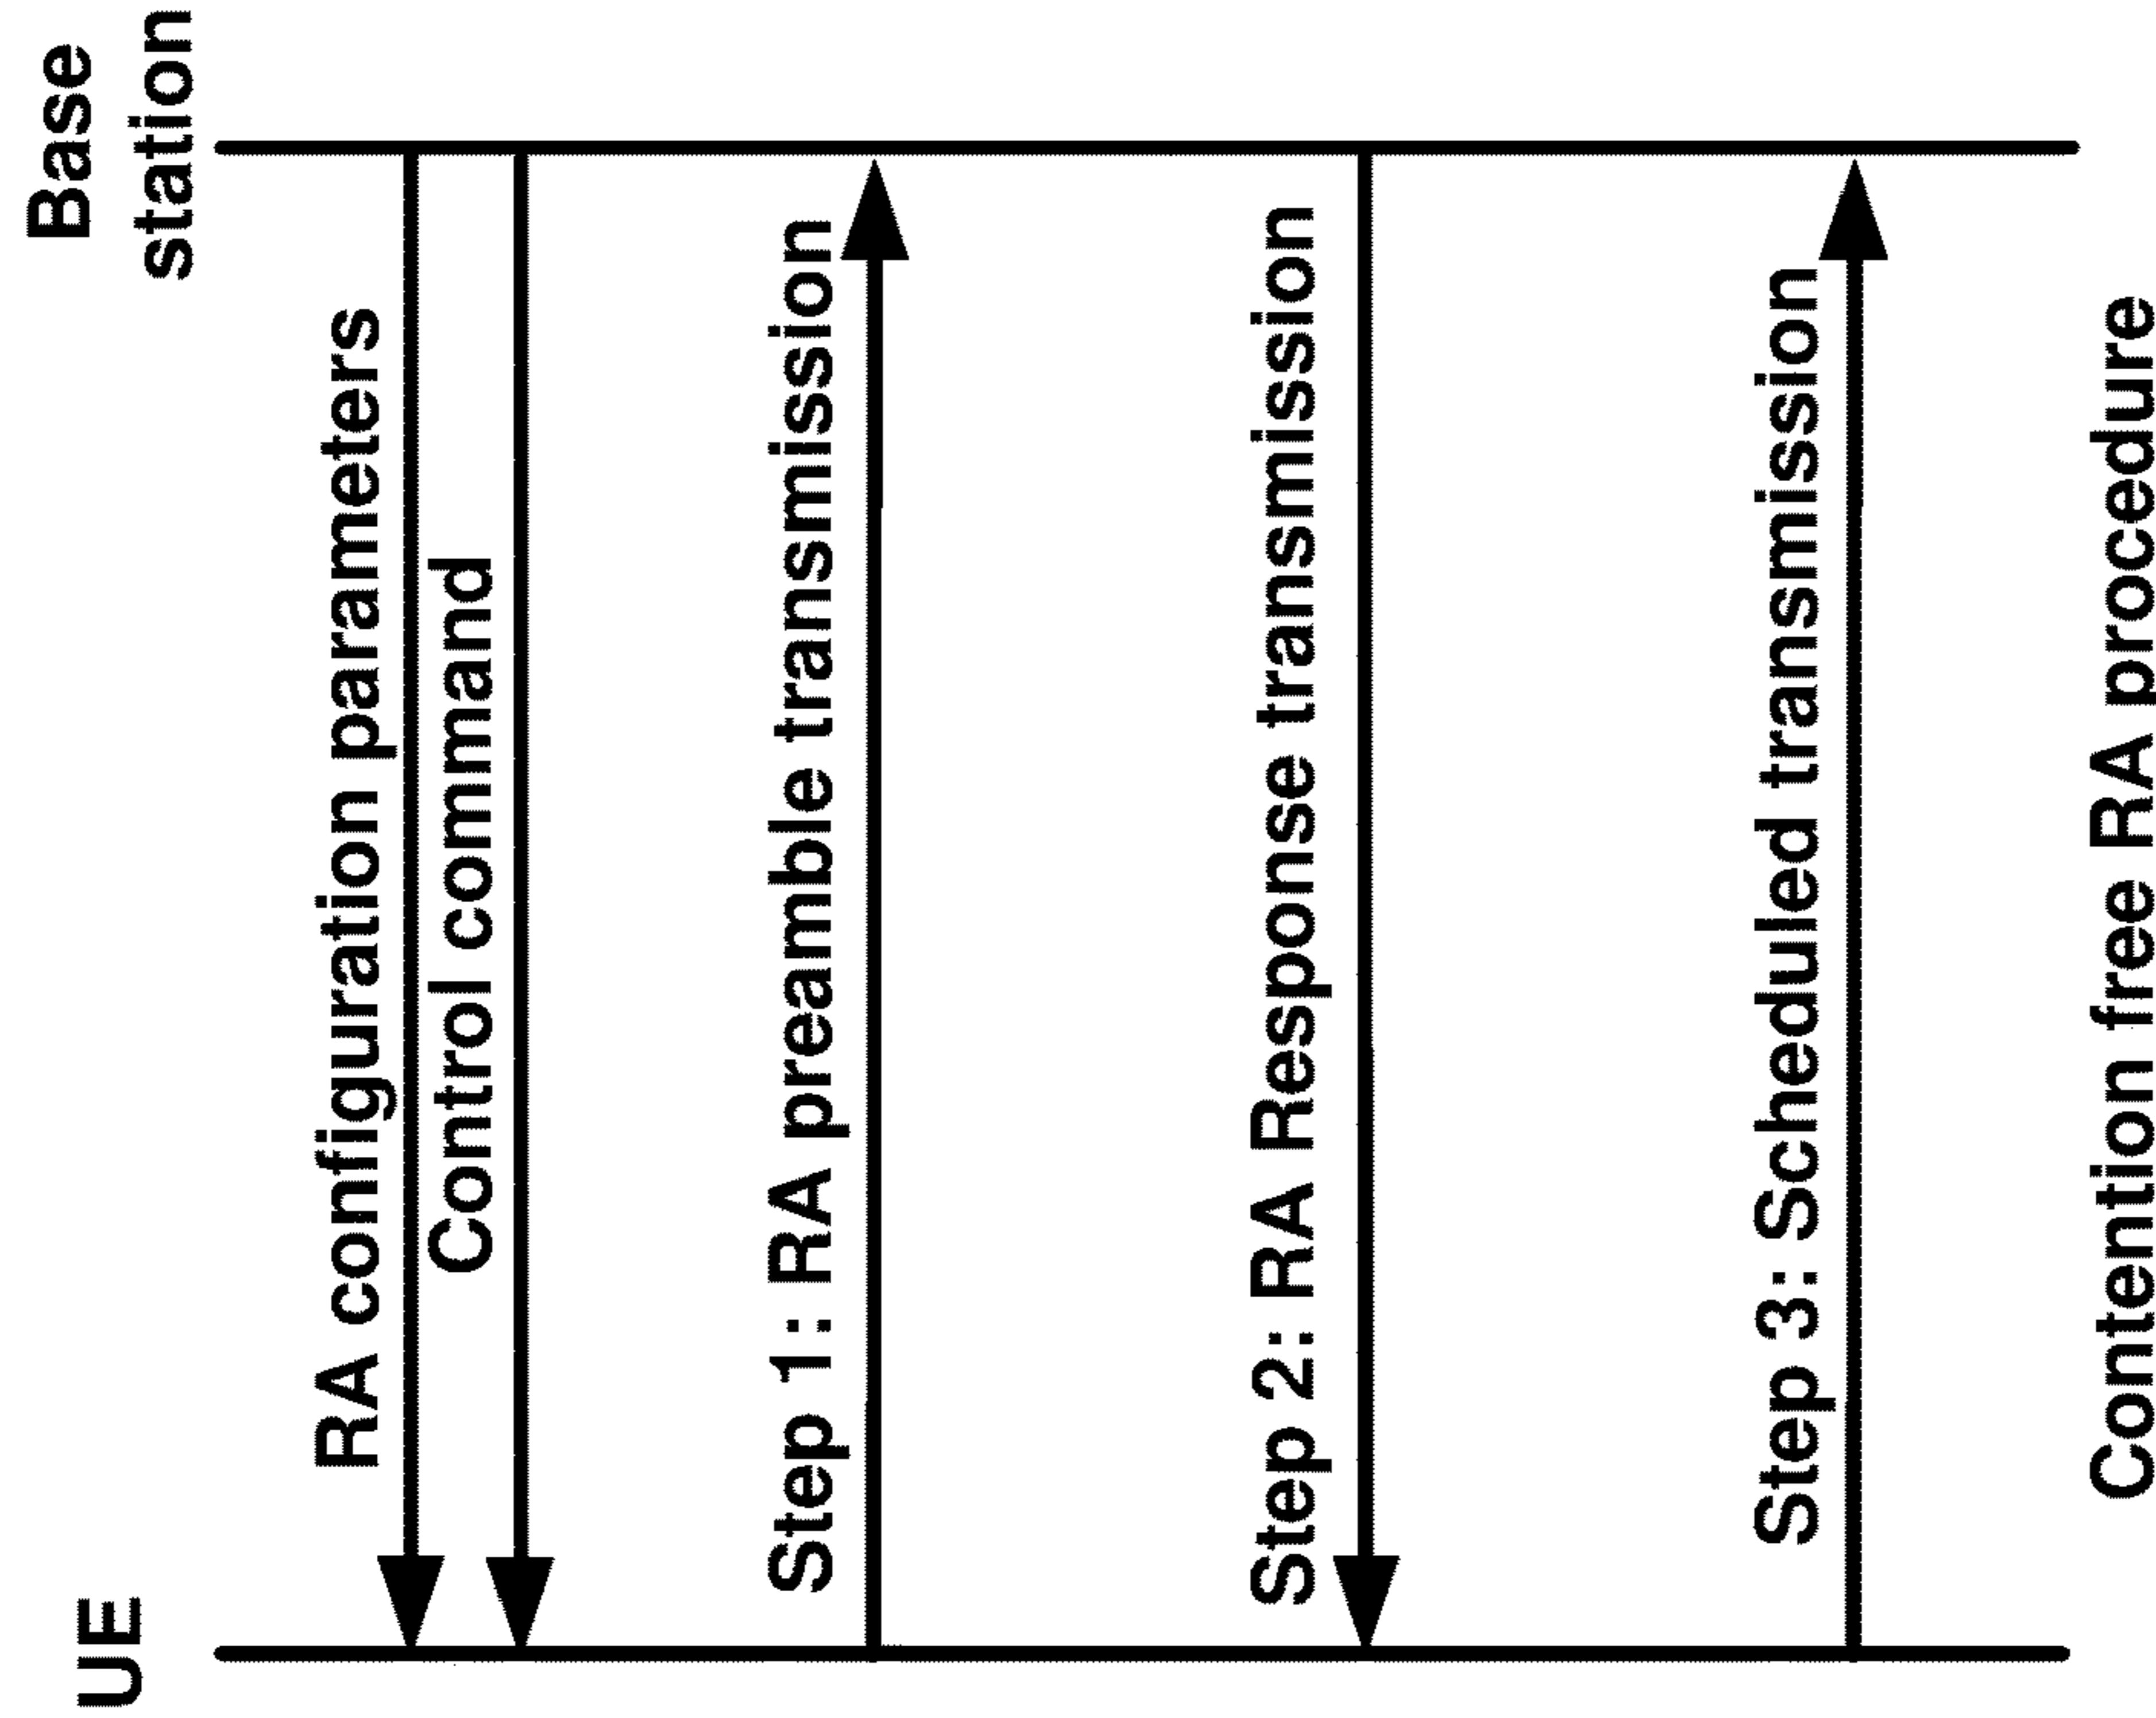 UE
Base
station
RA configuration parameters
Control command
Step 1: RA preamble transmission
Step 2: RA Response transmission
Step 3: Scheduled transmission
Contention free RA procedure